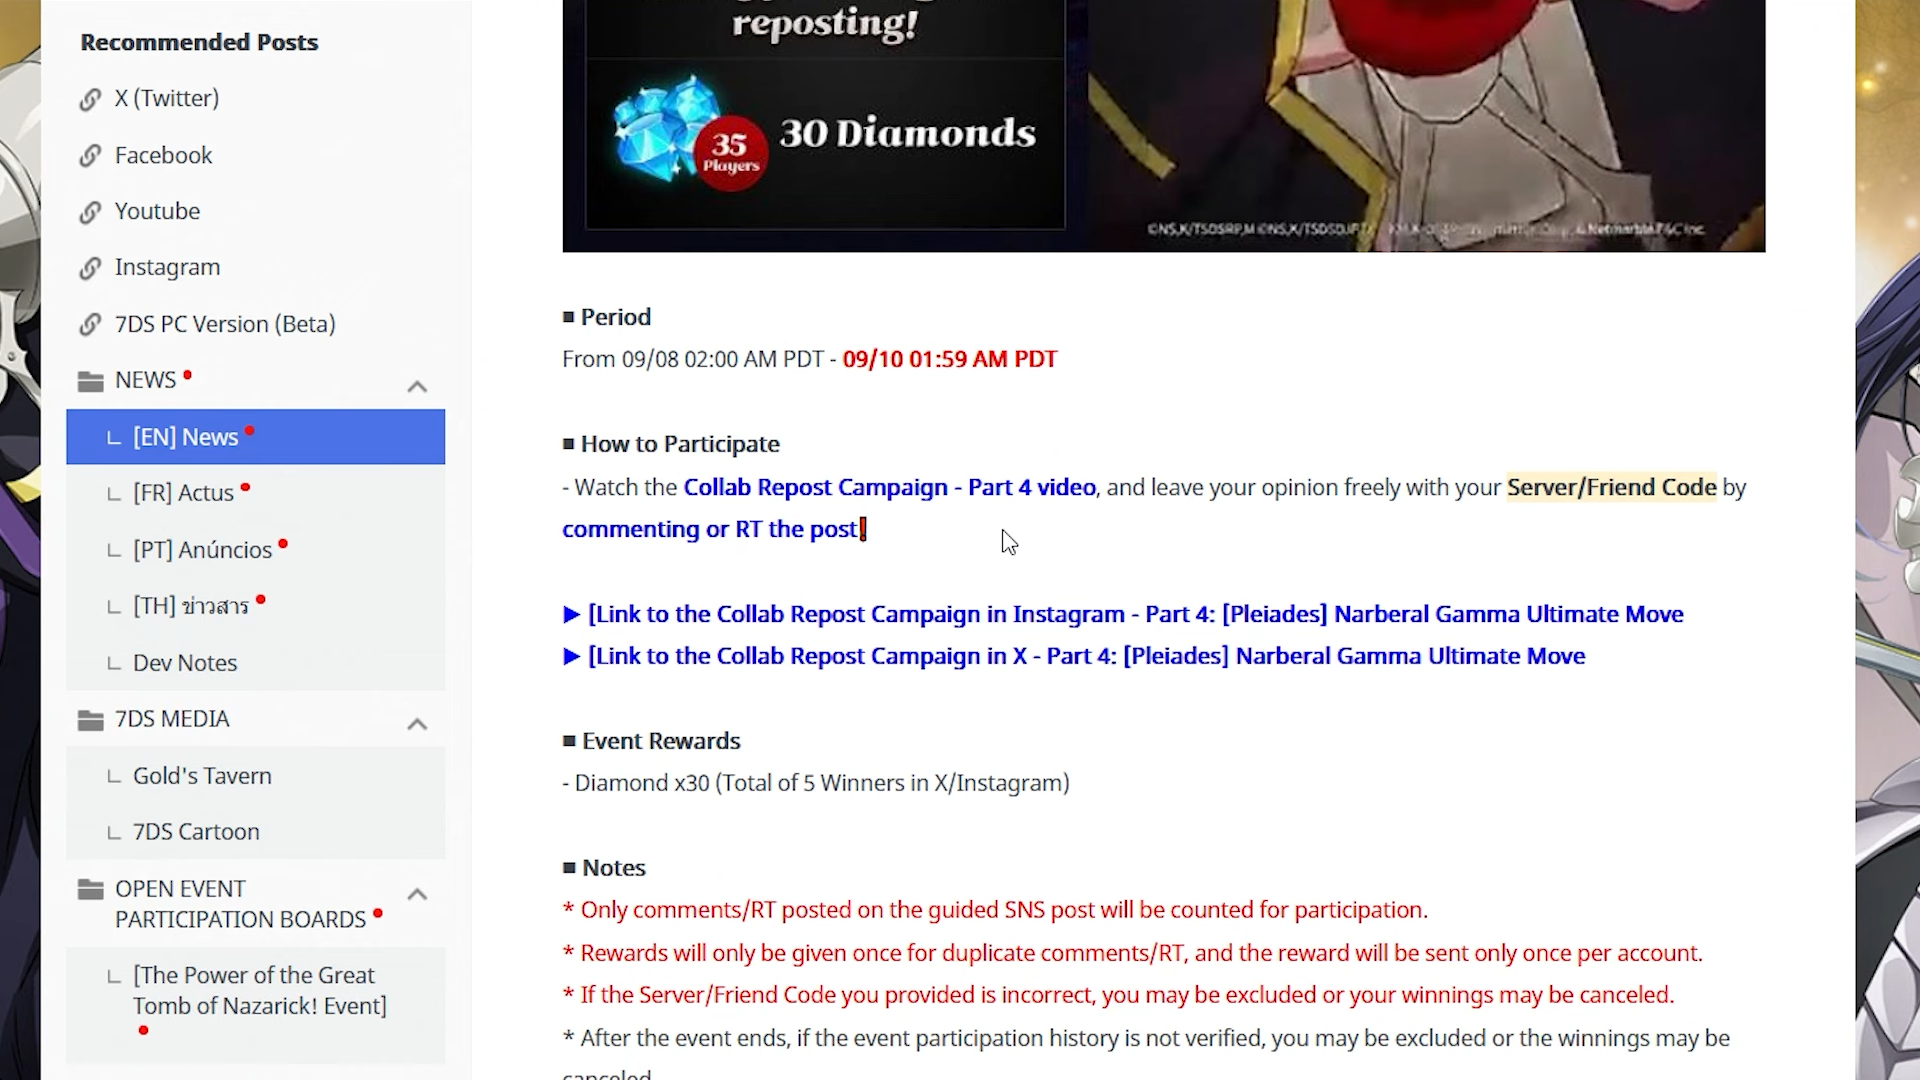 Recommended Posts
X (Twitter)
Facebook
Youtube
Instagram
7DS PC Version (Beta)
NEWS
[EN] News
[FR] Actus
[PT] Anúncios
[TH] ข่าวสาร
Dev Notes
7DS MEDIA
Gold's Tavern
7DS Cartoon
OPEN EVENT
PARTICIPATION BOARDS
[The Power of the Great
Tomb of Nazarick! Event]
reposting!
35
Players
30 Diamonds
■ Period
From 09/08 02:00 AM PDT - 09/10 01:59 AM PDT
■ How to Participate
- Watch the Collab Repost Campaign - Part 4 video, and leave your opinion freely with your Server/Friend Code by
commenting or RT the post❗
▶ [Link to the Collab Repost Campaign in Instagram - Part 4: [Pleiades] Narberal Gamma Ultimate Move
▶ [Link to the Collab Repost Campaign in X - Part 4: [Pleiades] Narberal Gamma Ultimate Move
■ Event Rewards
- Diamond x30 (Total of 5 Winners in X/Instagram)
■ Notes
* Only comments/RT posted on the guided SNS post will be counted for participation.
* Rewards will only be given once for duplicate comments/RT, and the reward will be sent only once per account.
* If the Server/Friend Code you provided is incorrect, you may be excluded or your winnings may be canceled.
* After the event ends, if the event participation history is not verified, you may be excluded or the winnings may be
canceled.